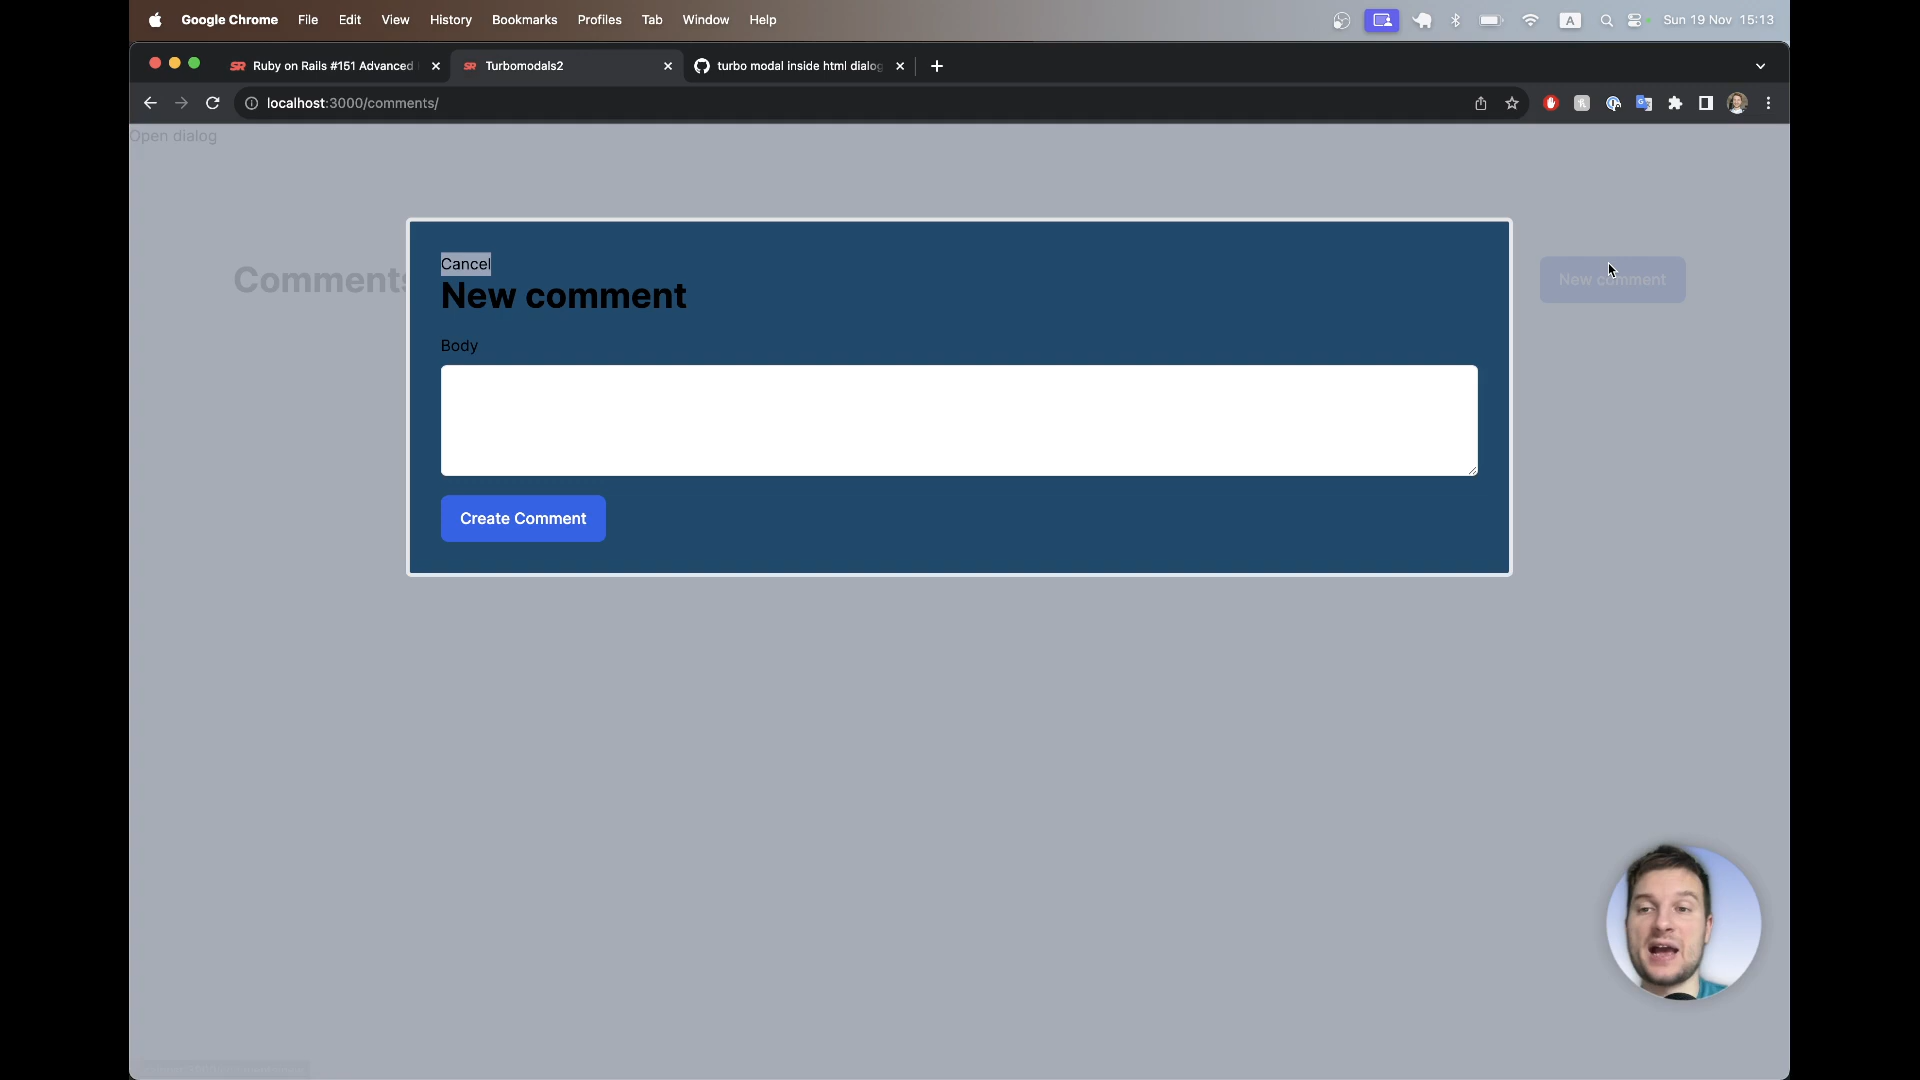 Google Chrome File Edit View History Bookmarks Profiles Tab Window Help A Sun 19 Nov 15:13
SR Ruby on Rails #151 Advanced SR Turbomodals2 turbo modal inside html dialog
localhost:3000/comments/
Open dialog
Comments
New comment
Cancel
New comment
Body
Create Comment